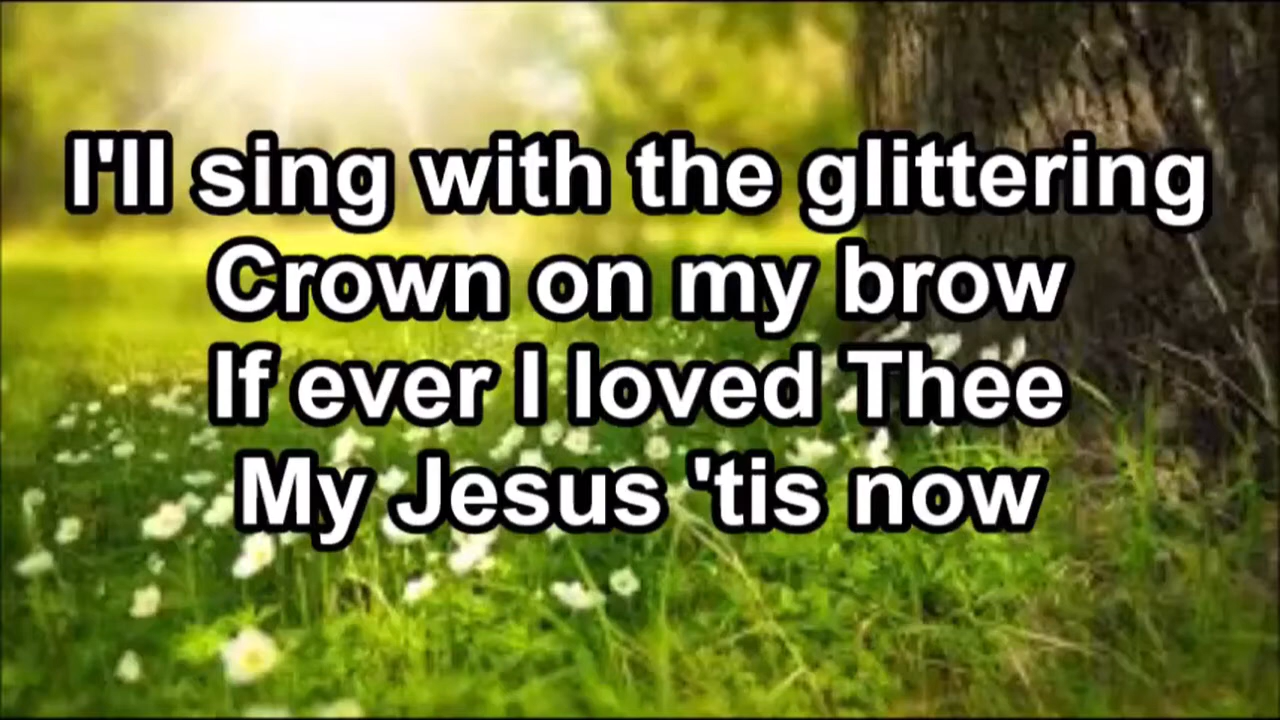 I'll sing with the glittering
Crown on my brow
If ever I loved Thee
My Jesus 'tis now